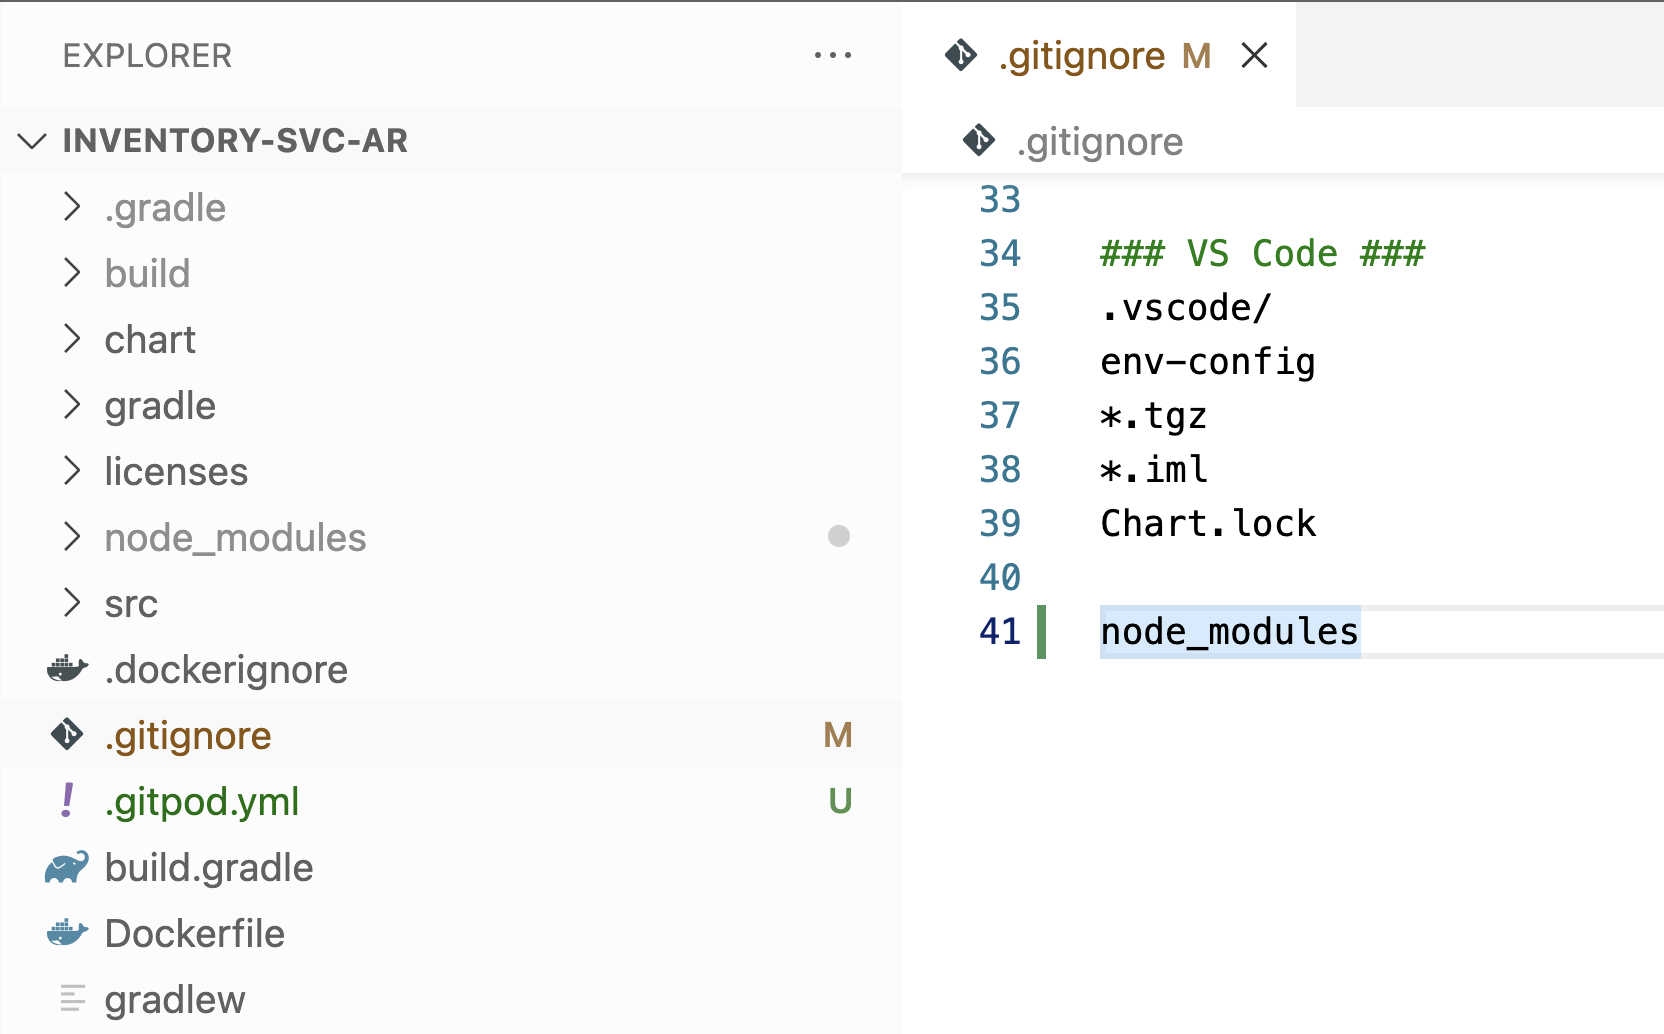 EXPLORER
INVENTORY-SVC-AR
.gradle
build
chart
gradle
licenses
node_modules
src
.dockerignore
.gitignore M
.gitpod.yml U
build.gradle
Dockerfile
gradlew
.gitignore M
.gitignore
33
34 ### VS Code ###
35 .vscode/
36 env-config
37 *.tgz
38 *.iml
39 Chart.lock
40
41 node_modules